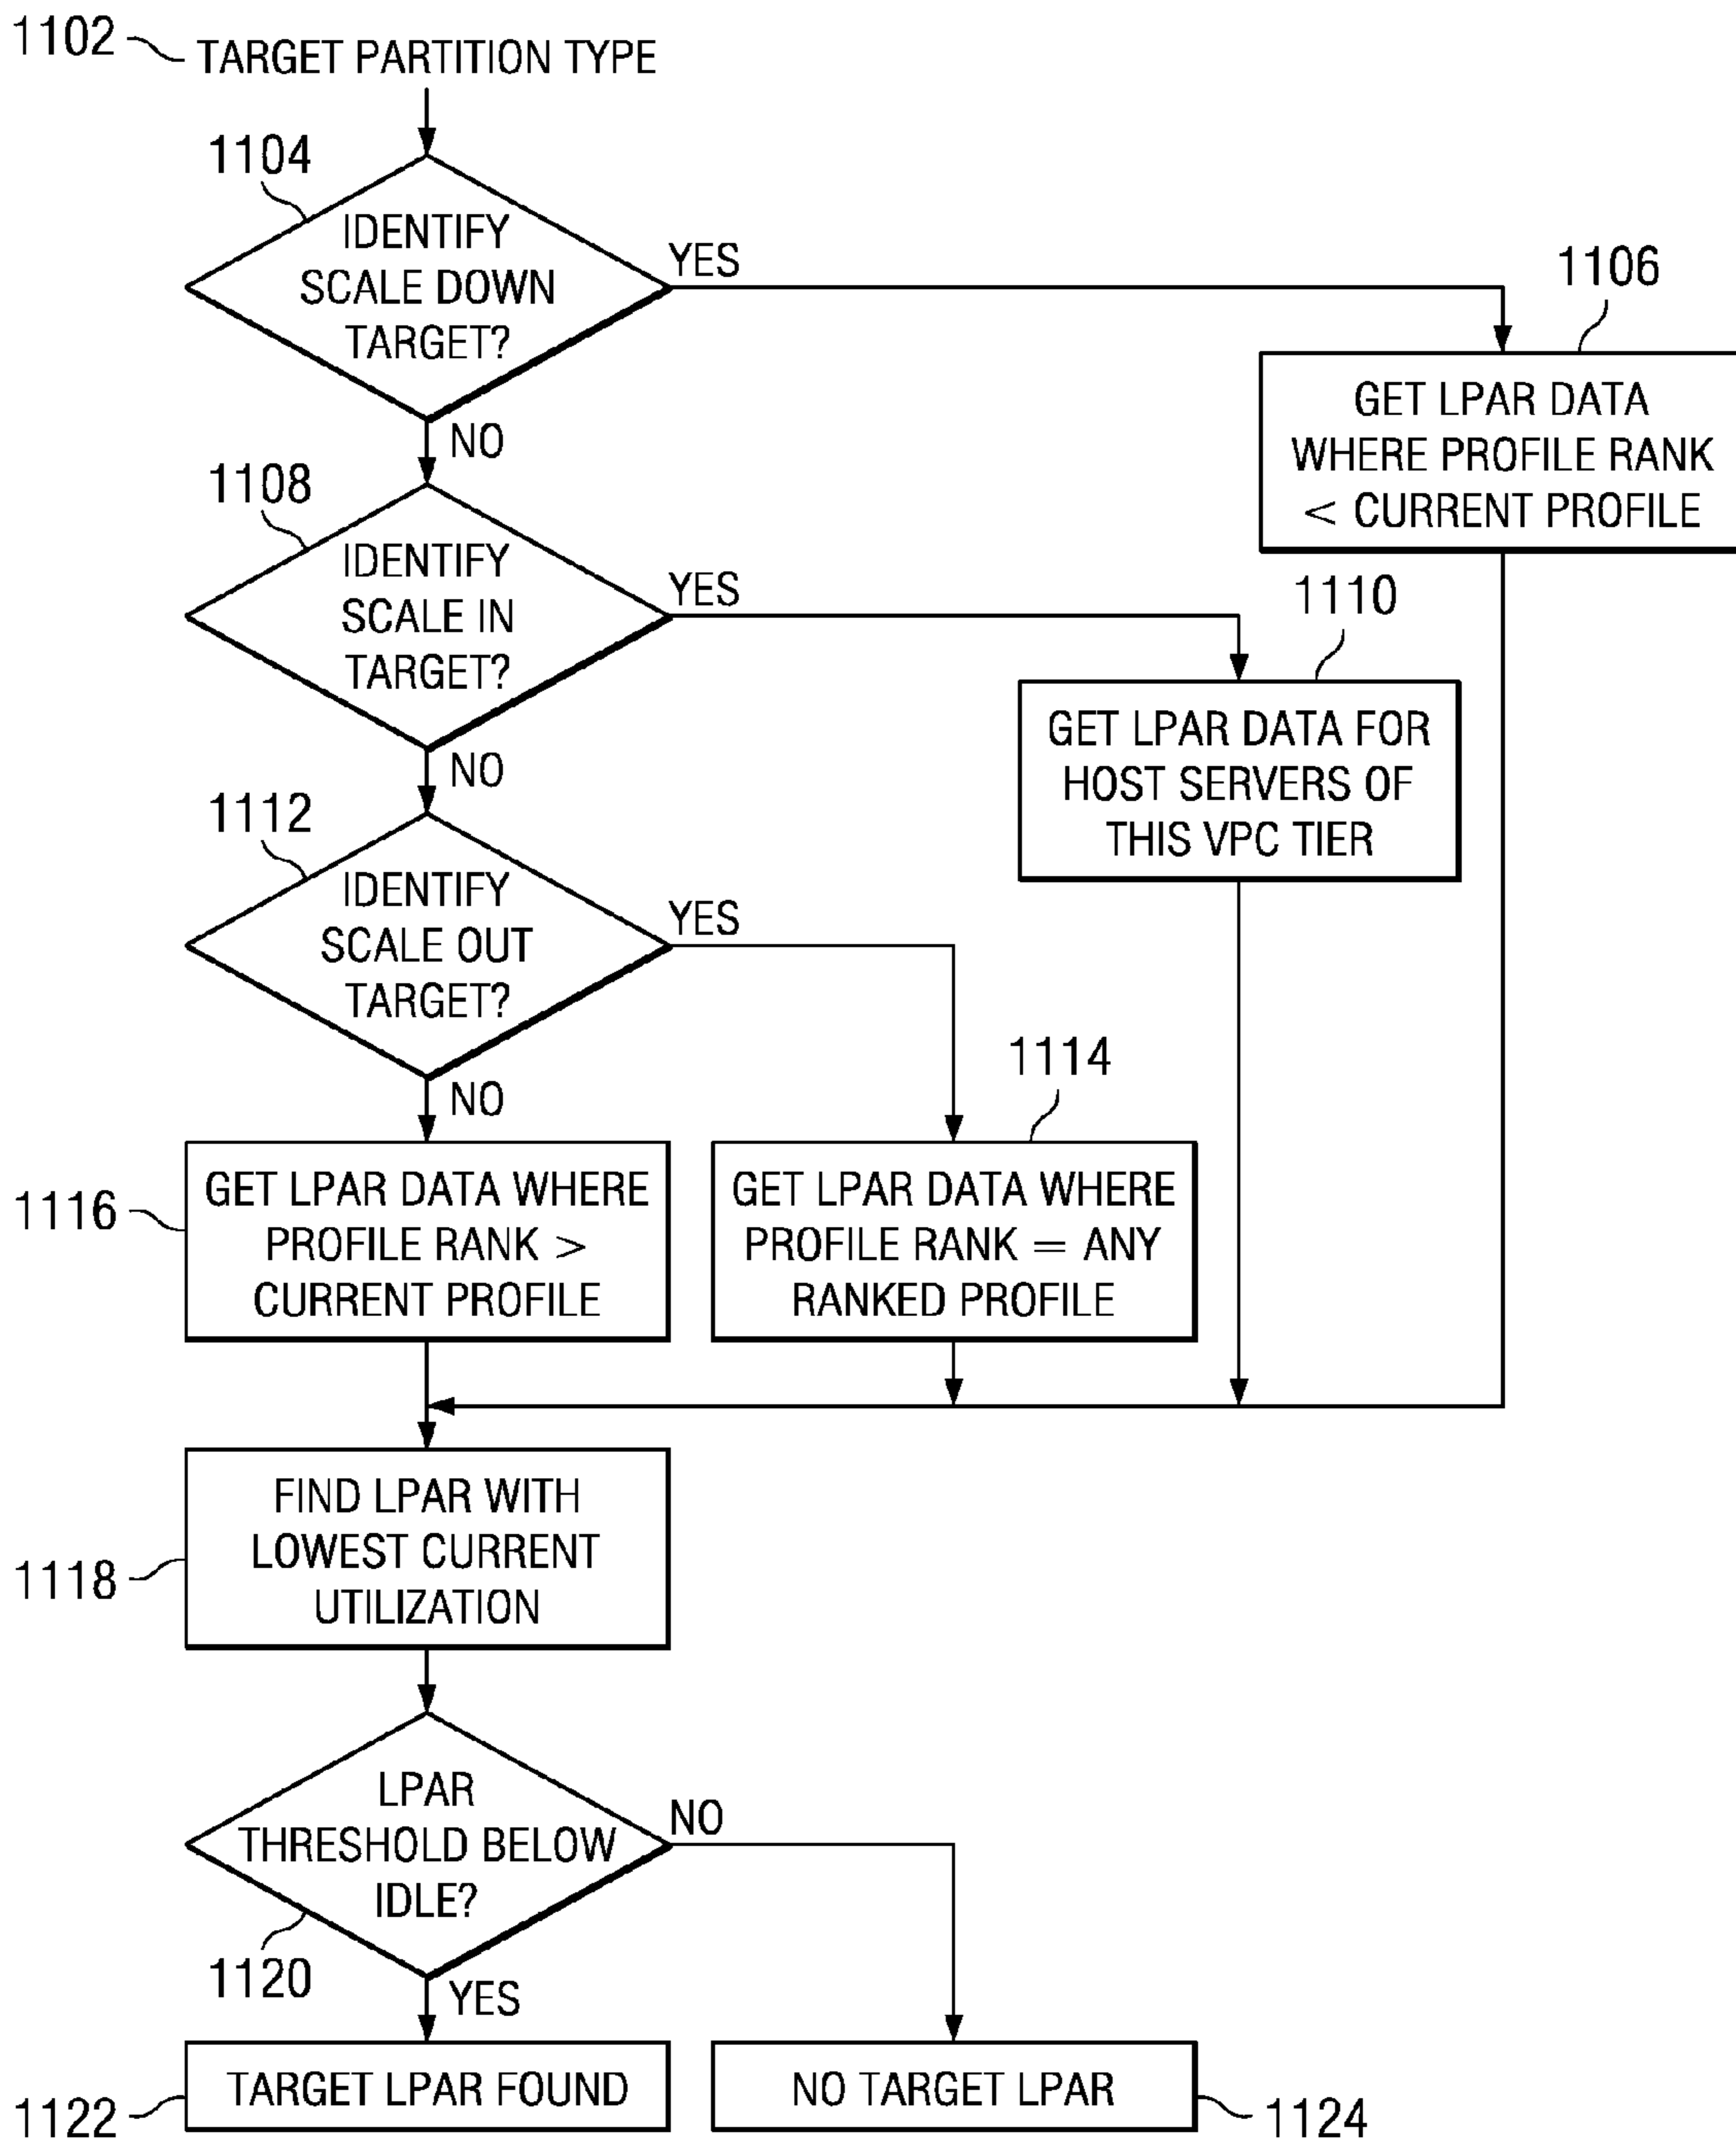 1102
TARGET PARTITION TYPE
1104
IDENTIFY
SCALE DOWN
TARGET?
YES
NO
1106
GET LPAR DATA
WHERE PROFILE RANK
< CURRENT PROFILE
1108
IDENTIFY
SCALE IN
TARGET?
YES
NO
1110
GET LPAR DATA FOR
HOST SERVERS OF
THIS VPC TIER
1112
IDENTIFY
SCALE OUT
TARGET?
YES
NO
1114
GET LPAR DATA WHERE
PROFILE RANK = ANY
RANKED PROFILE
1116
GET LPAR DATA WHERE
PROFILE RANK >
CURRENT PROFILE
1118
FIND LPAR WITH
LOWEST CURRENT
UTILIZATION
LPAR
THRESHOLD BELOW
IDLE?
NO
1120
YES
1122
TARGET LPAR FOUND
NO TARGET LPAR
1124